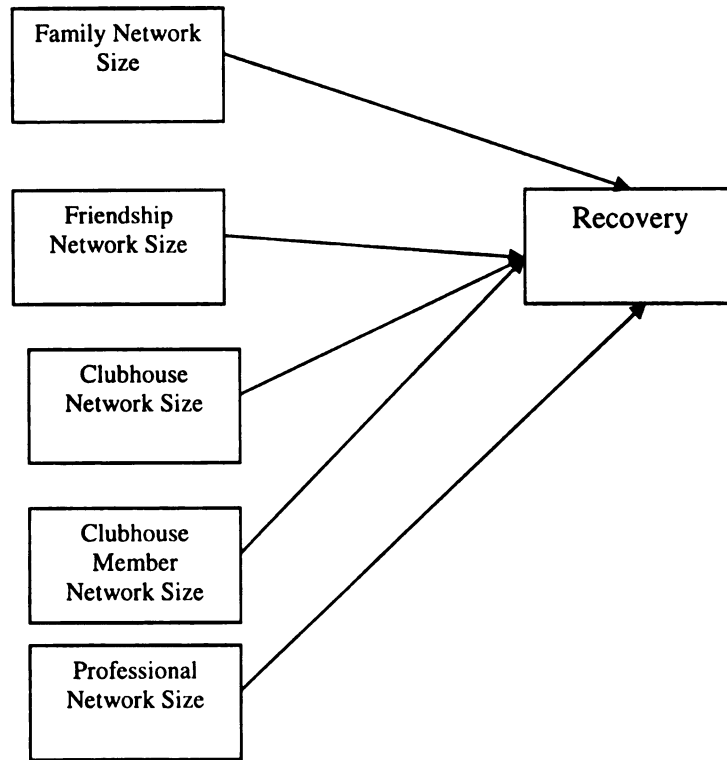 Family Network
Size
Friendship
Network Size
Recovery
Clubhouse
Network Size
Clubhouse
Member
Network Size
Professional
Network Size